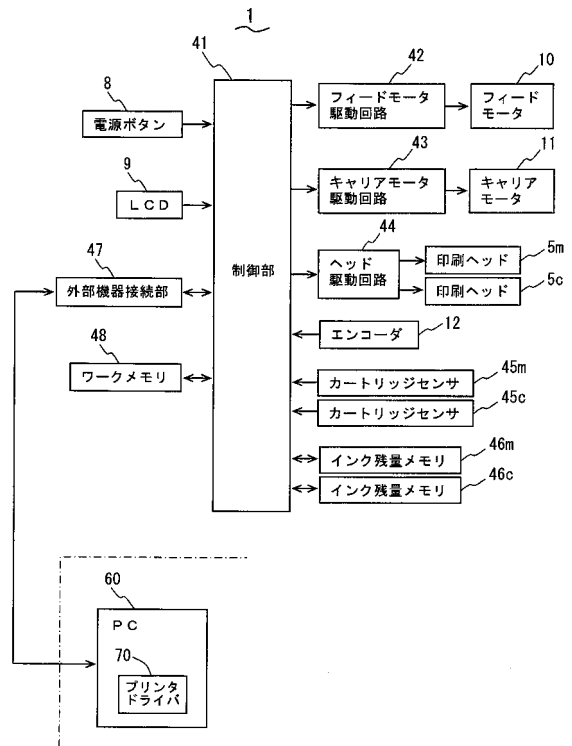 1
41
42
10
8
フィードモータ
駆動回路
フィード
モータ
電源ボタン
43
11
9
キャリアモータ
駆動回路
キャリア
モータ
LCD
44
47
制御部
ヘッド
駆動回路
印刷ヘッド
5m
印刷ヘッド
5c
外部機器接続部
エンコーダ
12
48
ワークメモリ
カートリッジセンサ
45m
カートリッジセンサ
45c
インク残量メモリ
46m
インク残量メモリ
46c
60
PC
70
プリンタ
ドライバ